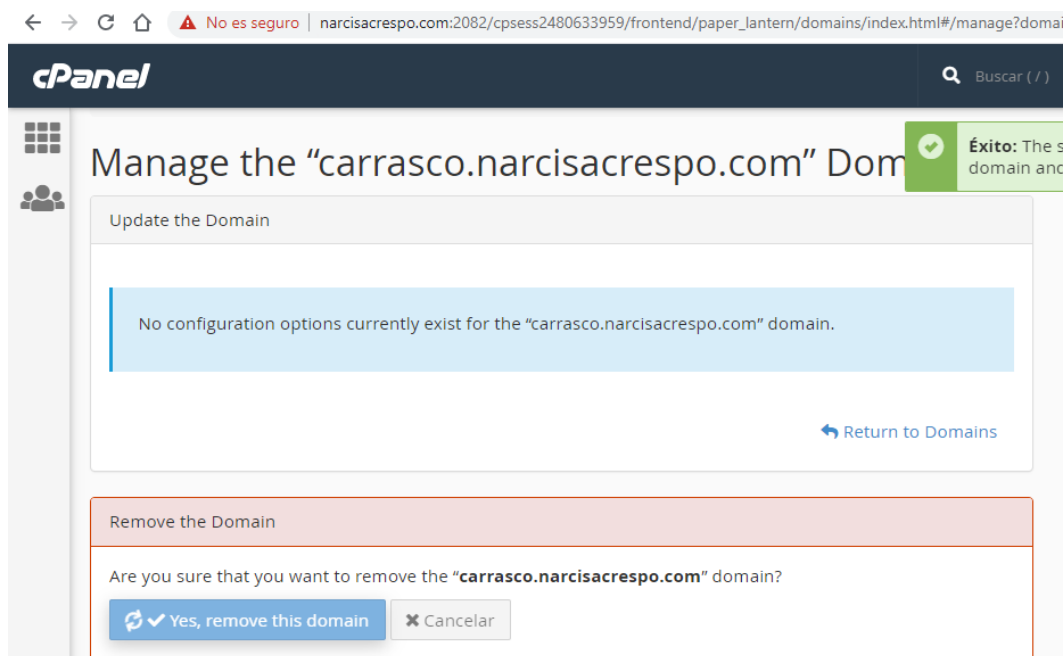 No es seguro | narcisacrespo.com:2082/cpsess2480633959/frontend/paper_lantern/domains/index.html#/manage?domai
cPanel
Buscar ( / )
Manage the “carrasco.narcisacrespo.com” Dom
Éxito: The s
domain and
Update the Domain
No configuration options currently exist for the “carrasco.narcisacrespo.com” domain.
Return to Domains
Remove the Domain
Are you sure that you want to remove the “carrasco.narcisacrespo.com” domain?
Yes, remove this domain
Cancelar